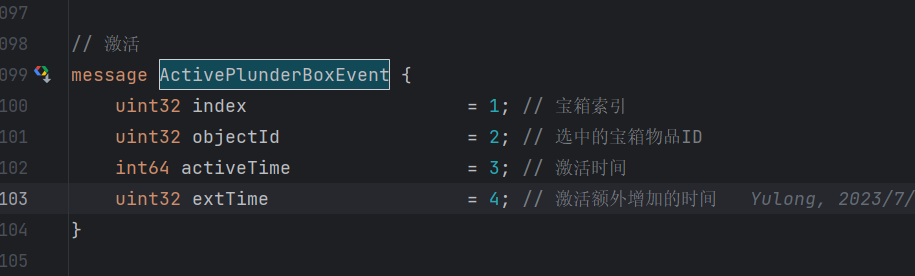 097
098 // 激活
099 message ActivePlunderBoxEvent {
100 uint32 index = 1; // 宝箱索引
101 uint32 objectId = 2; // 选中的宝箱物品ID
102 int64 activeTime = 3; // 激活时间
103 uint32 extTime = 4; // 激活额外增加的时间 Yulong, 2023/7/
104 }
105